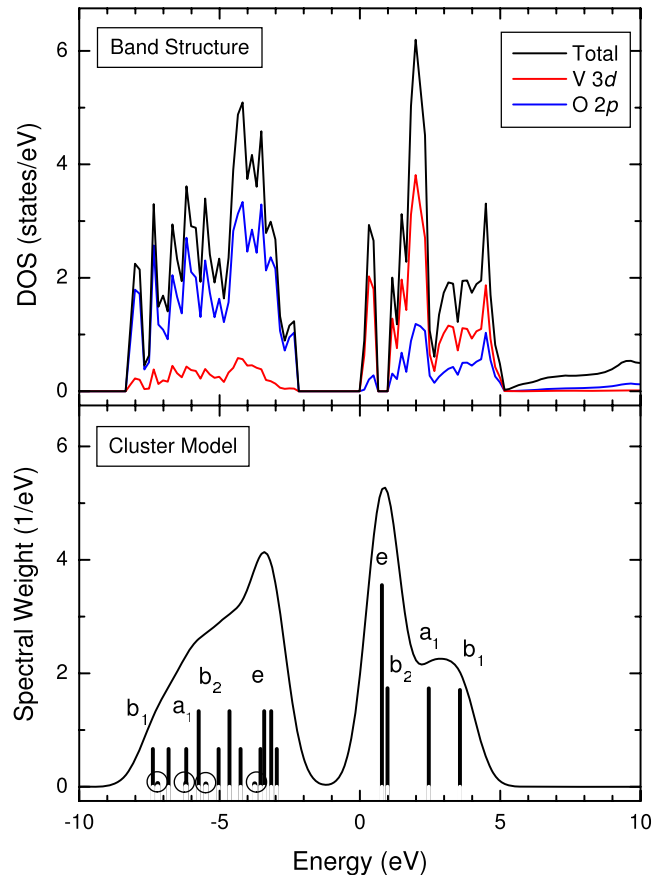 Band Structure
Total
V 3d
O 2p
DOS (states/eV)
6
4
2
0
Cluster Model
Spectral Weight (1/eV)
6
4
2
0
e
a1
b1
b2
b2
e
b1
a1
-10
-5
0
5
10
Energy (eV)